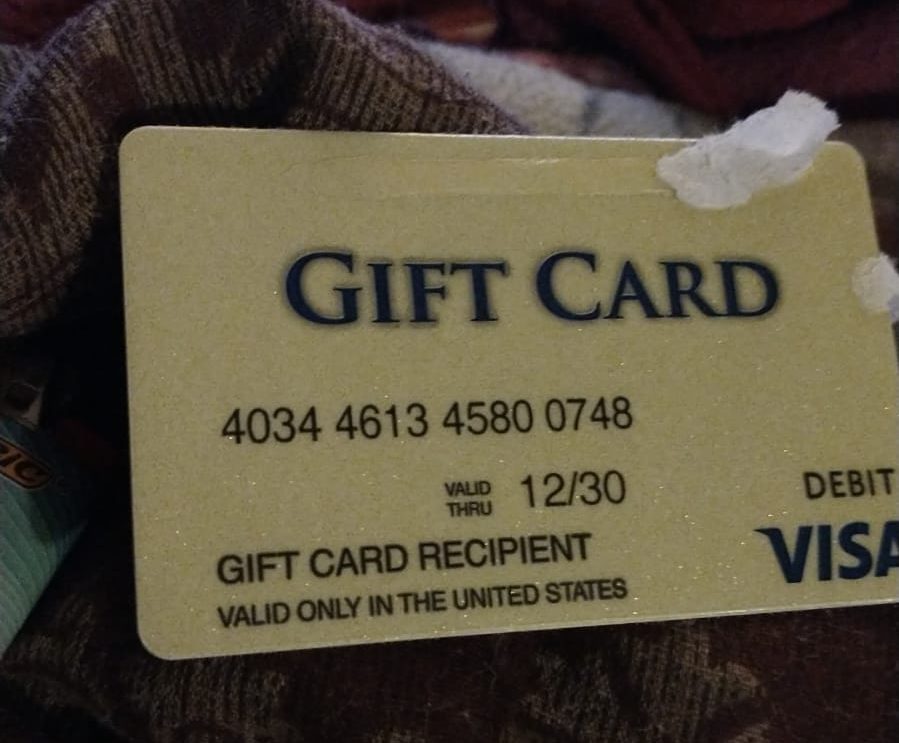 GIFT CARD
4034 4613 4580 0748
VALID THRU 12/30
GIFT CARD RECIPIENT
VALID ONLY IN THE UNITED STATES
DEBIT
VISA